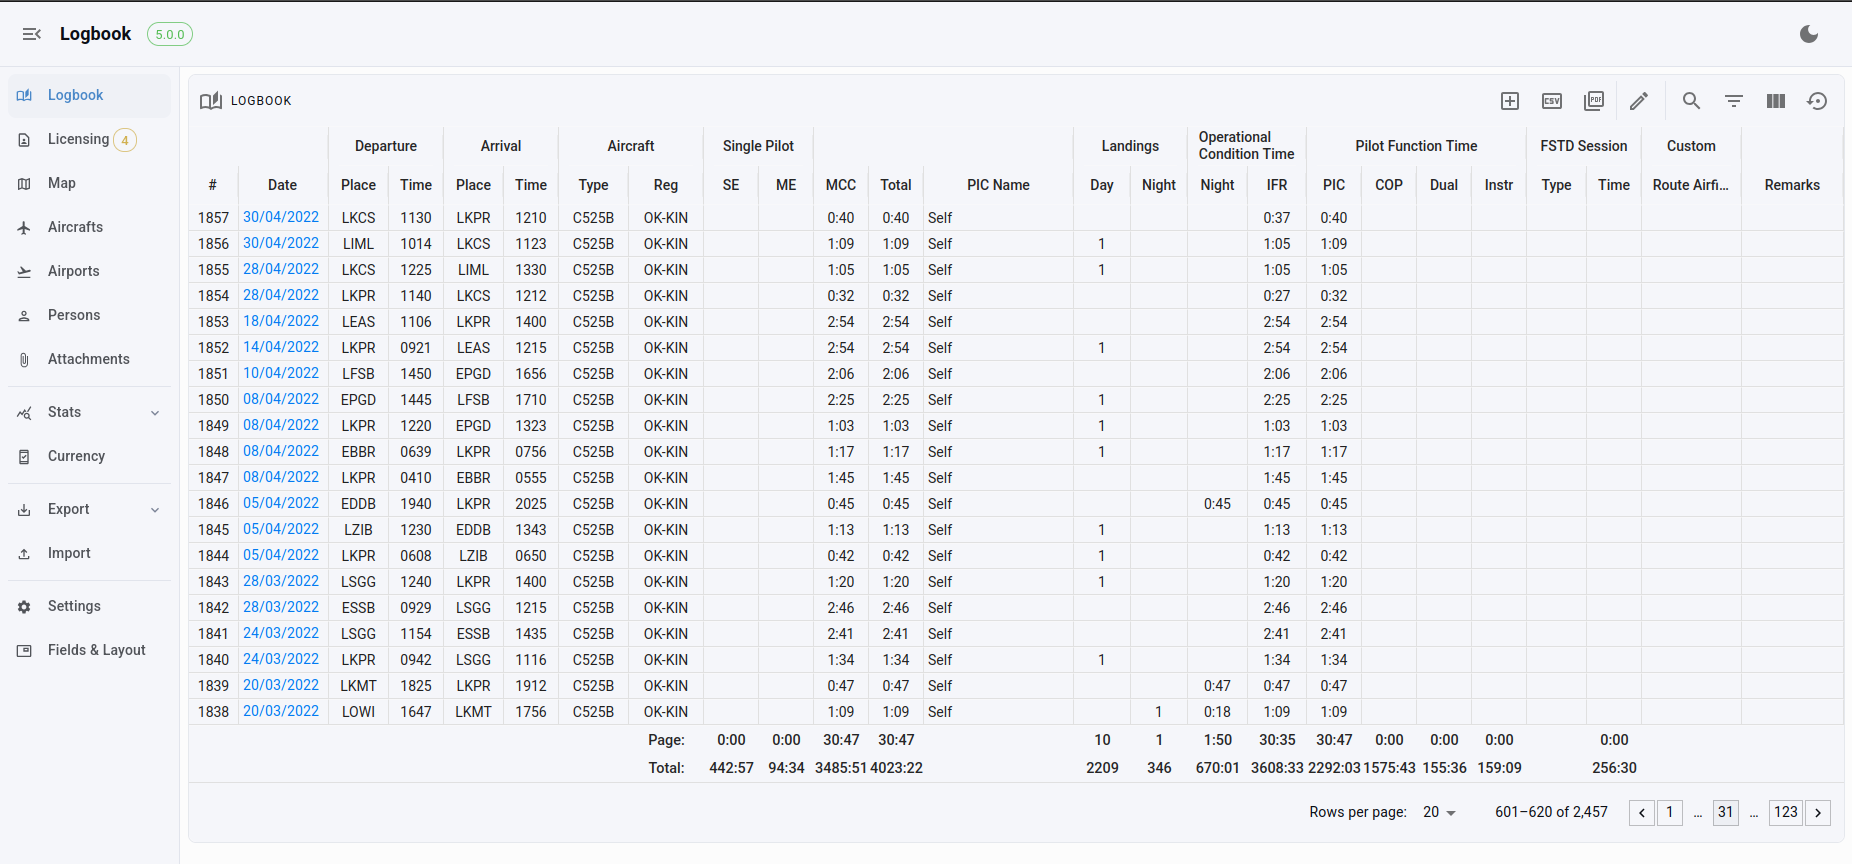 Logbook 5.0.0
Logbook
Licensing 4
Map
Aircrafts
Airports
Persons
Attachments
Stats
Currency
Export
Import
Settings
Fields & Layout
LOGBOOK
CSV PDF
Departure Arrival Aircraft Single Pilot Landings Operational Condition Time Pilot Function Time FSTD Session Custom
# Date Place Time Place Time Type Reg SE ME MCC Total PIC Name Day Night Night IFR PIC COP Dual Instr Type Time Route Airfi... Remarks
1857 30/04/2022 LKCS 1130 LKPR 1210 C525B OK-KIN 0:40 0:40 Self 0:37 0:40
1856 30/04/2022 LIML 1014 LKCS 1123 C525B OK-KIN 1:09 1:09 Self 1 1:05 1:09
1855 28/04/2022 LKCS 1225 LIML 1330 C525B OK-KIN 1:05 1:05 Self 1 1:05 1:05
1854 28/04/2022 LKPR 1140 LKCS 1212 C525B OK-KIN 0:32 0:32 Self 0:27 0:32
1853 18/04/2022 LEAS 1106 LKPR 1400 C525B OK-KIN 2:54 2:54 Self 2:54 2:54
1852 14/04/2022 LKPR 0921 LEAS 1215 C525B OK-KIN 2:54 2:54 Self 1 2:54 2:54
1851 10/04/2022 LFSB 1450 EPGD 1656 C525B OK-KIN 2:06 2:06 Self 2:06 2:06
1850 08/04/2022 EPGD 1445 LFSB 1710 C525B OK-KIN 2:25 2:25 Self 1 2:25 2:25
1849 08/04/2022 LKPR 1220 EPGD 1323 C525B OK-KIN 1:03 1:03 Self 1 1:03 1:03
1848 08/04/2022 EBBR 0639 LKPR 0756 C525B OK-KIN 1:17 1:17 Self 1 1:17 1:17
1847 08/04/2022 LKPR 0410 EBBR 0555 C525B OK-KIN 1:45 1:45 Self 1:45 1:45
1846 05/04/2022 EDDB 1940 LKPR 2025 C525B OK-KIN 0:45 0:45 Self 0:45 0:45 0:45
1845 05/04/2022 LZIB 1230 EDDB 1343 C525B OK-KIN 1:13 1:13 Self 1 1:13 1:13
1844 05/04/2022 LKPR 0608 LZIB 0650 C525B OK-KIN 0:42 0:42 Self 1 0:42 0:42
1843 28/03/2022 LSGG 1240 LKPR 1400 C525B OK-KIN 1:20 1:20 Self 1 1:20 1:20
1842 28/03/2022 ESSB 0929 LSGG 1215 C525B OK-KIN 2:46 2:46 Self 2:46 2:46
1841 24/03/2022 LSGG 1154 ESSB 1435 C525B OK-KIN 2:41 2:41 Self 2:41 2:41
1840 24/03/2022 LKPR 0942 LSGG 1116 C525B OK-KIN 1:34 1:34 Self 1 1:34 1:34
1839 20/03/2022 LKMT 1825 LKPR 1912 C525B OK-KIN 0:47 0:47 Self 0:47 0:47 0:47
1838 20/03/2022 LOWI 1647 LKMT 1756 C525B OK-KIN 1:09 1:09 Self 1 0:18 1:09 1:09
Page: 0:00 0:00 30:47 30:47 10 1 1:50 30:35 30:47 0:00 0:00 0:00 0:00
Total: 442:57 94:34 3485:51 4023:22 2209 346 670:01 3608:33 2292:03 1575:43 155:36 159:09 256:30
Rows per page: 20 601–620 of 2,457 1 ... 31 ... 123